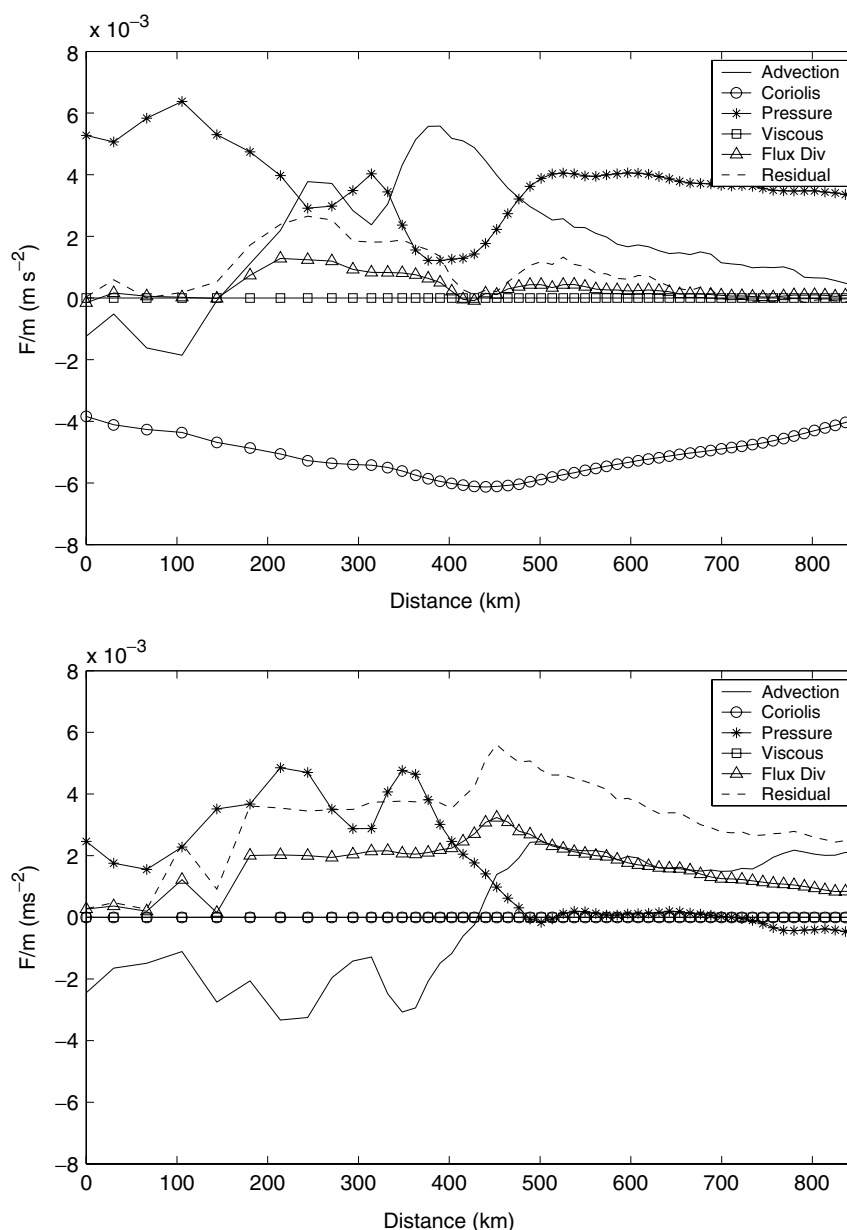 x 10−3
8
6
4
2
0
−2
−4
−6
−8
F/m (m s−2)
Advection
Coriolis
Pressure
Viscous
Flux Div
Residual
0 100 200 300 400 500 600 700 800
Distance (km)
x 10−3
8
6
4
2
0
−2
−4
−6
−8
F/m (ms−2)
Advection
Coriolis
Pressure
Viscous
Flux Div
Residual
0 100 200 300 400 500 600 700 800
Distance (km)